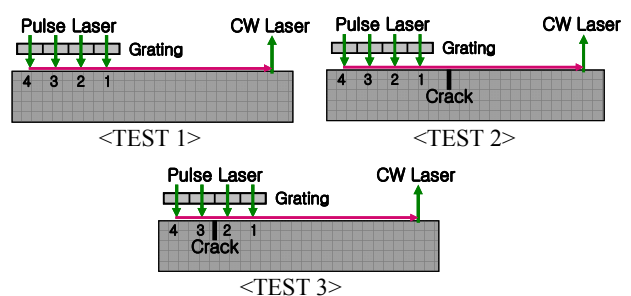 Pulse Laser CW Laser
Grating
4 3 2 1
<TEST 1>
Pulse Laser CW Laser
Grating
4 3 2 1
Crack
<TEST 2>
Pulse Laser CW Laser
Grating
4 3 2 1
Crack
<TEST 3>